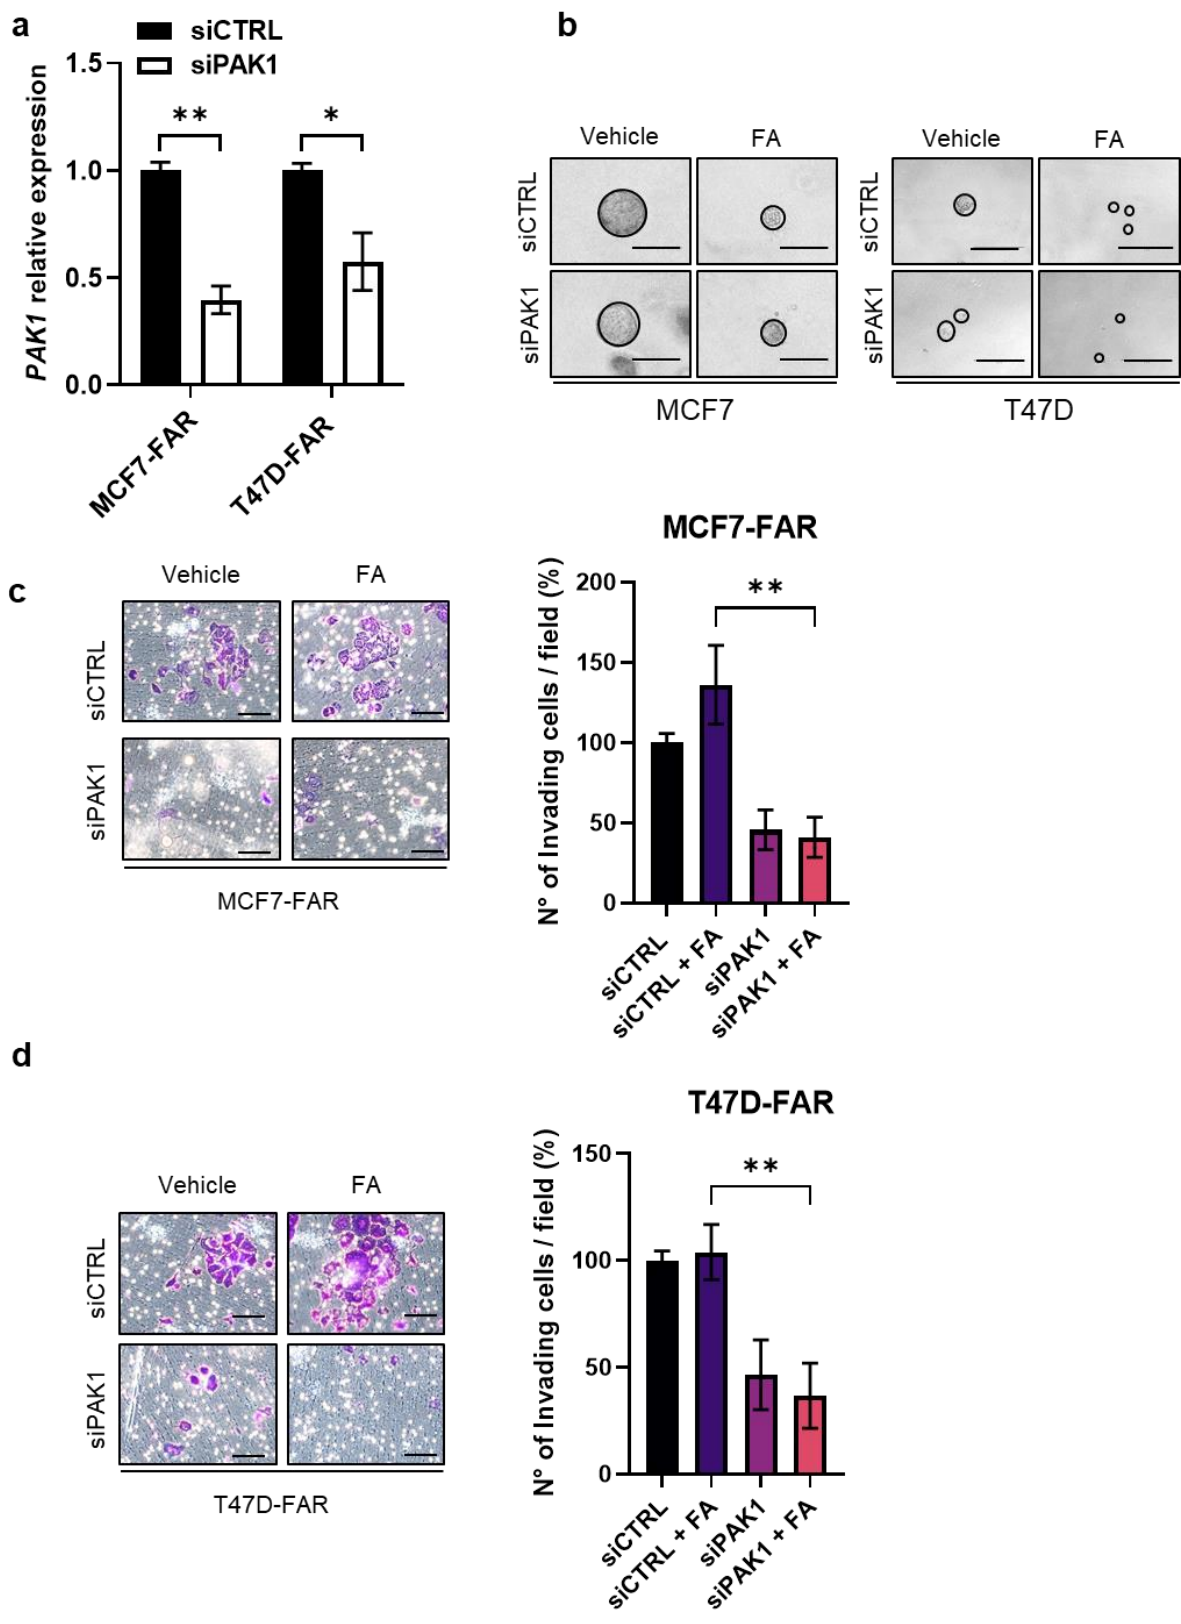 a
siCTRL
siPAK1
PAK1 relative expression
1.5
1.0
0.5
0.0
**
*
MCF7-FAR
T47D-FAR
b
Vehicle
FA
Vehicle
FA
siCTRL
siPAK1
siCTRL
siPAK1
MCF7
T47D
c
Vehicle
FA
siCTRL
siPAK1
MCF7-FAR
MCF7-FAR
N° of Invading cells / field (%)
200
150
100
50
0
**
siCTRL
siCTRL + FA
siPAK1
siPAK1 + FA
d
Vehicle
FA
siCTRL
siPAK1
T47D-FAR
T47D-FAR
N° of Invading cells / field (%)
150
100
50
0
**
siCTRL
siCTRL + FA
siPAK1
siPAK1 + FA